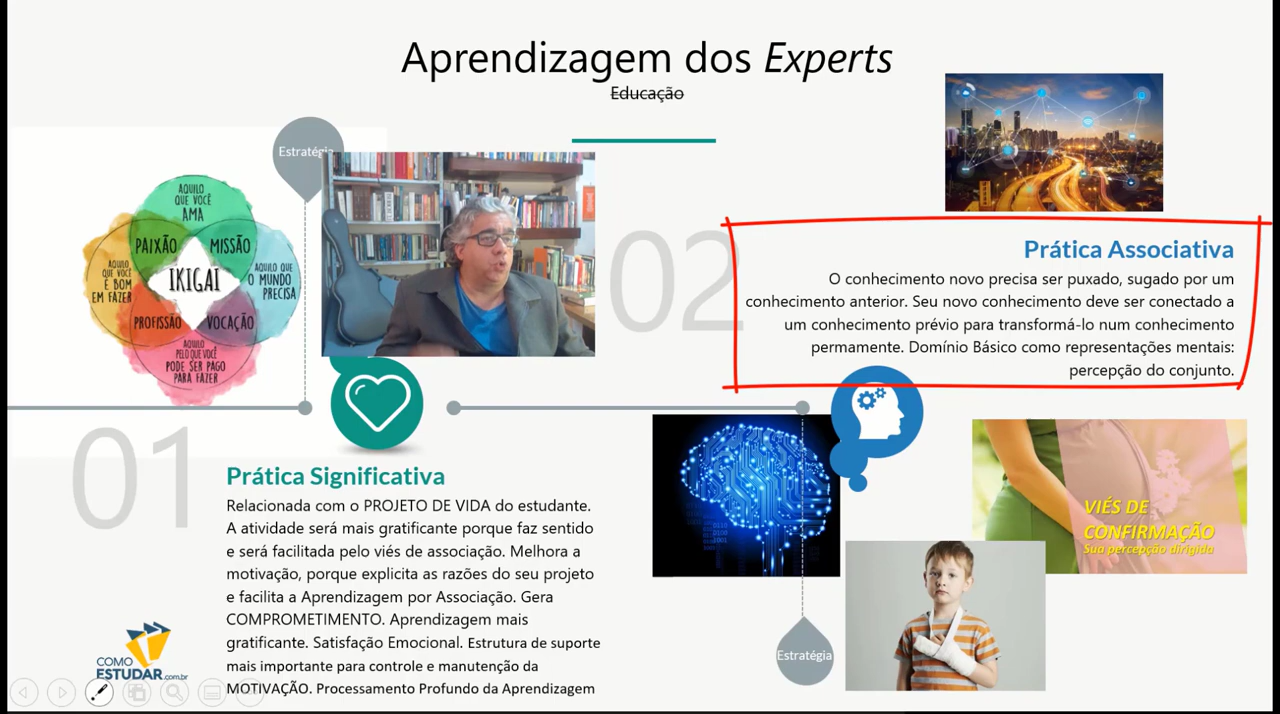 Aprendizagem dos Experts
Educação
Estratégia
AQUILO
QUE VOCÊ
AMA
PAIXÃO
MISSÃO
AQUILO
QUE VOCÊ
É BOM
EM FAZER
IKIGAI
AQUILO QUE
O MUNDO
PRECISA
PROFISSÃO
VOCAÇÃO
AQUILO
PELO QUE VOCÊ
PODE SER PAGO
PARA FAZER
01
Prática Significativa
Relacionada com o PROJETO DE VIDA do estudante.
A atividade será mais gratificante porque faz sentido
e será facilitada pelo viés de associação. Melhora a
motivação, porque explicita as razões do seu projeto
e facilita a Aprendizagem por Associação. Gera
COMPROMETIMENTO. Aprendizagem mais
gratificante. Satisfação Emocional. Estrutura de suporte
mais importante para controle e manutenção da
MOTIVAÇÃO. Processamento Profundo da Aprendizagem
COMO
ESTUDAR.com.br
02
Prática Associativa
O conhecimento novo precisa ser puxado, sugado por um
conhecimento anterior. Seu novo conhecimento deve ser conectado a
um conhecimento prévio para transformá-lo num conhecimento
permamente. Domínio Básico como representações mentais:
percepção do conjunto.
VIÉS DE
CONFIRMAÇÃO
Sua percepção dirigida
Estratégia